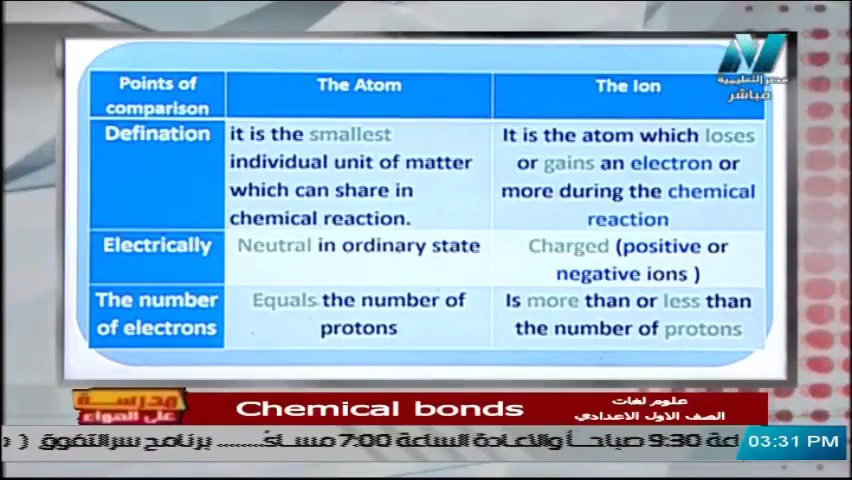 مصر التعليمية
مباشر
Points of comparison
The Atom
The Ion
Defination
it is the smallest
individual unit of matter
which can share in
chemical reaction.
It is the atom which loses
or gains an electron or
more during the chemical
reaction
Electrically
Neutral in ordinary state
Charged (positive or
negative ions )
The number
of electrons
Equals the number of
protons
Is more than or less than
the number of protons
مدرسة
على الهواء
Chemical bonds
علوم لغات
الصف الاول الاعدادي
03:31 PM
عة 9:30 صباحاً والاعادة الساعة 7:00 مساءً....... برنامج سر التفوق (